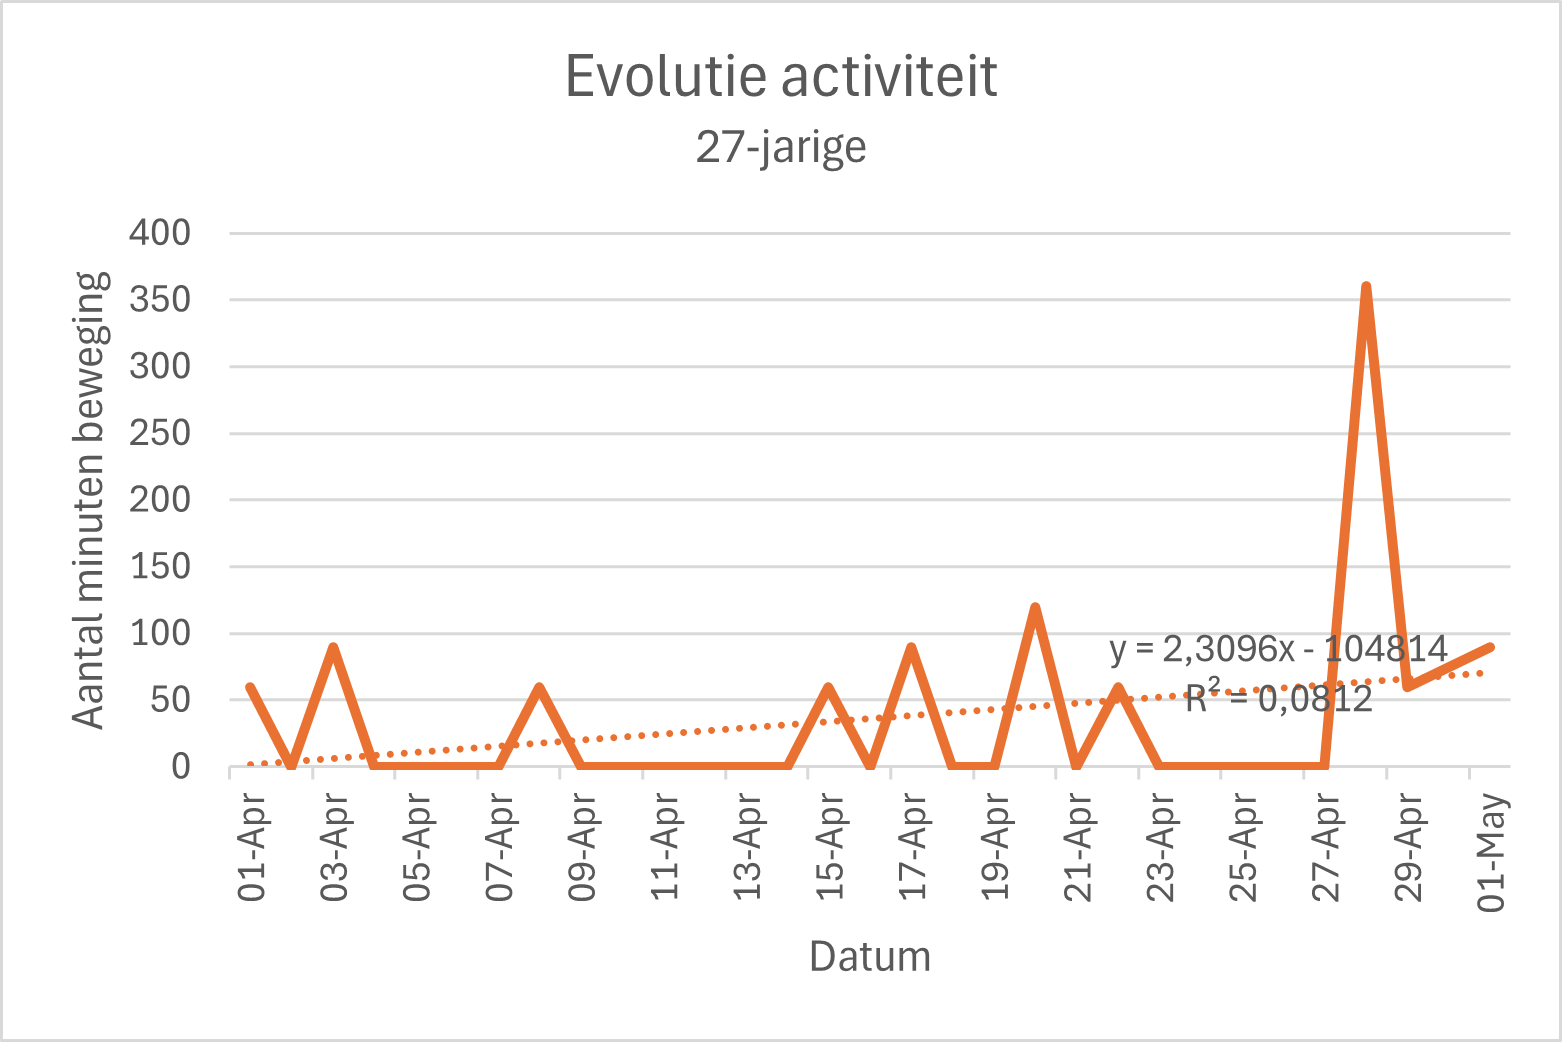 Evolutie activiteit
27-jarige
Aantal minuten beweging
400
350
300
250
200
150
100
50
0
y = 2,3096x - 104814
R² = 0,0812
01-Apr
03-Apr
05-Apr
07-Apr
09-Apr
11-Apr
13-Apr
15-Apr
17-Apr
19-Apr
21-Apr
23-Apr
25-Apr
27-Apr
29-Apr
01-May
Datum